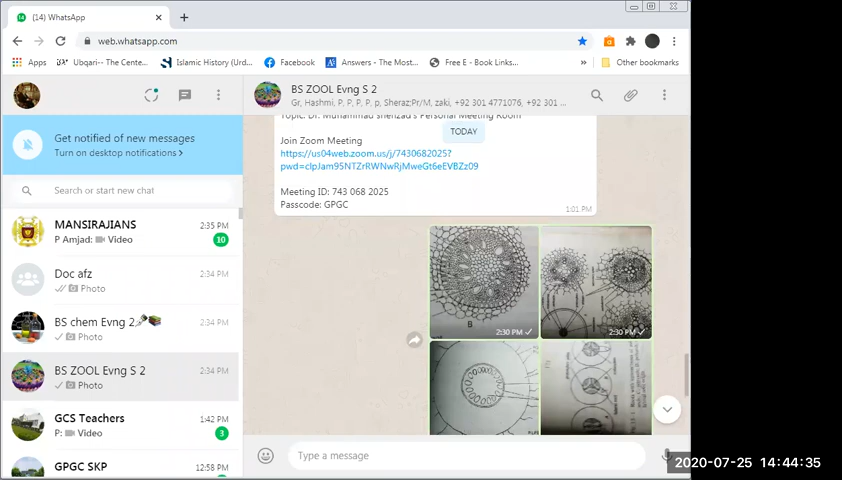 (14) WhatsApp
web.whatsapp.com
Apps
Ubqari-- The Cente...
Islamic History (Urd...
Facebook
Answers - The Most...
Free E - Book Links...
»
Other bookmarks
Get notified of new messages
Turn on desktop notifications >
Search or start new chat
MANSIRAJIANS
2:35 PM
P Amjad: Video
10
Doc afz
2:34 PM
Photo
BS chem Evng 2
2:34 PM
Photo
BS ZOOL Evng S 2
2:34 PM
Photo
GCS Teachers
1:42 PM
P: Video
3
GPGC SKP
12:58 PM
BS ZOOL Evng S 2
Gr, Hashmi, P, P, P, P, p, Sheraz:Pr/M, zaki, +92 301 4771076, +92 301 ...
Personal Meeting Room
TODAY
Join Zoom Meeting
https://us04web.zoom.us/j/7430682025?
Meeting ID: 743 068 2025
Passcode: GPGC
1:01 PM
B
2:30 PM
2:30 PM
Type a message
2020-07-25 14:44:35